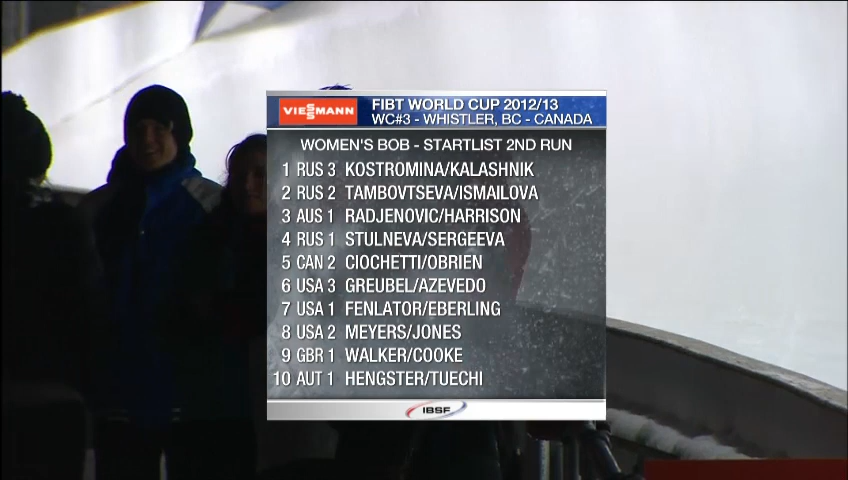 VIESSMANN
FIBT WORLD CUP 2012/13
WC#3 - WHISTLER, BC - CANADA
WOMEN'S BOB - STARTLIST 2ND RUN
1 RUS 3 KOSTROMINA/KALASHNIK
2 RUS 2 TAMBOVTSEVA/ISMAILOVA
3 AUS 1 RADJENOVIC/HARRISON
4 RUS 1 STULNEVA/SERGEEVA
5 CAN 2 CIOCHETTI/OBRIEN
6 USA 3 GREUBEL/AZEVEDO
7 USA 1 FENLATOR/EBERLING
8 USA 2 MEYERS/JONES
9 GBR 1 WALKER/COOKE
10 AUT 1 HENGSTER/TUECHI
IBSF